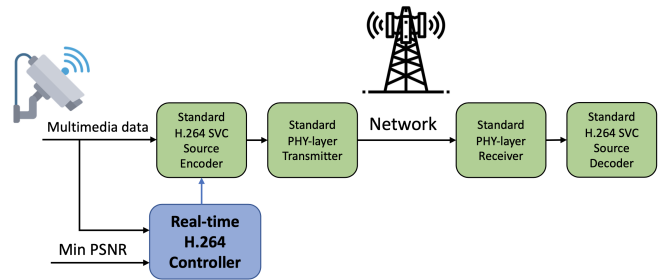 Multimedia data
Standard
H.264 SVC
Source
Encoder
Standard
PHY-layer
Transmitter
Network
Standard
PHY-layer
Receiver
Standard
H.264 SVC
Source
Decoder
Min PSNR
Real-time
H.264
Controller